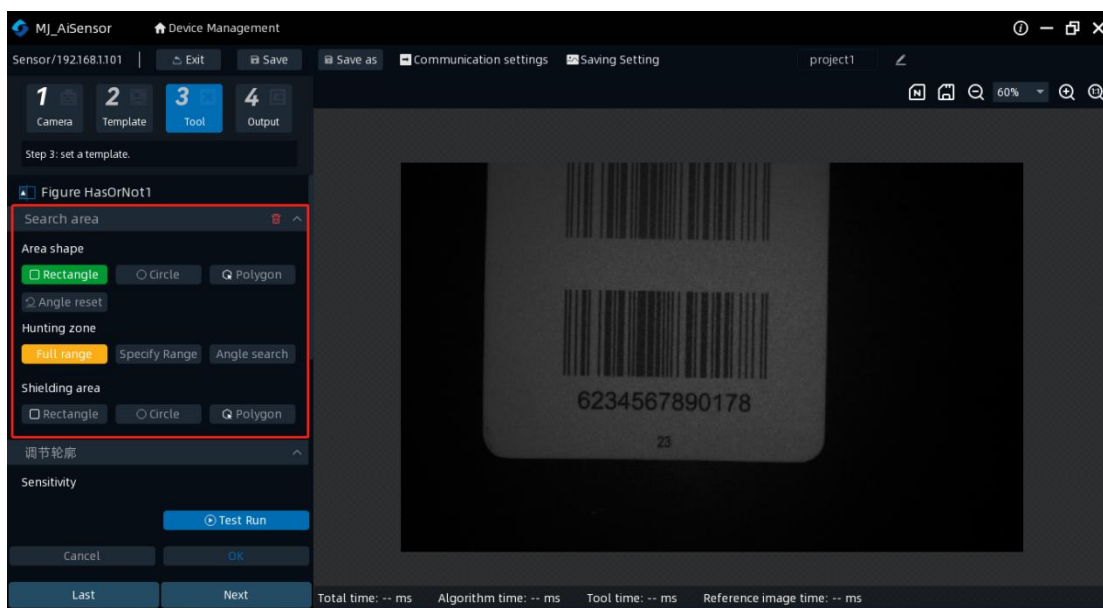 MJ_AiSensor Device Management
Sensor/192.168.1.101 Exit Save Save as Communication settings Saving Setting project1
1 2 3 4
Camera Template Tool Output
N 60% 1:1
Step 3: set a template.
Figure HasOrNot1
Search area
Area shape
Rectangle Circle Polygon
Angle reset
Hunting zone
Full range Specify Range Angle search
Shielding area
Rectangle Circle Polygon
调节轮廓
Sensitivity
Test Run
Cancel OK
Last Next
6234567890178
23
Total time: -- ms Algorithm time: -- ms Tool time: -- ms Reference image time: -- ms